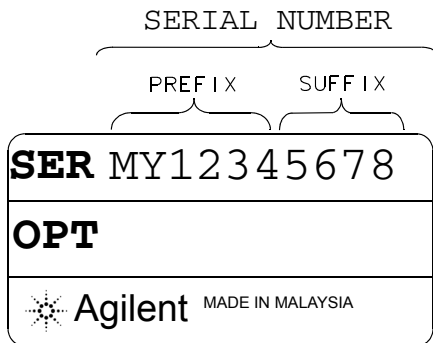 SERIAL NUMBER
PREFIX SUFFIX
SER MY12345678
OPT
Agilent MADE IN MALAYSIA